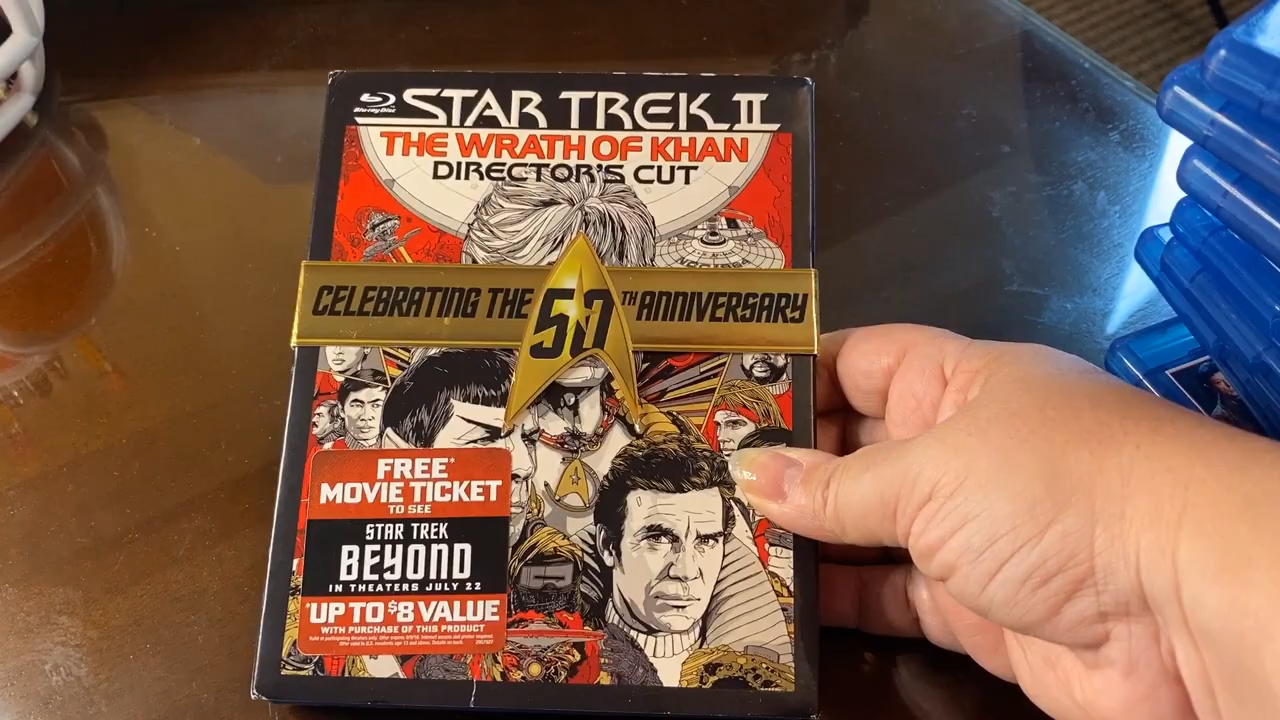 Blu-ray Disc
STAR TREK II
THE WRATH OF KHAN
DIRECTOR'S CUT
CELEBRATING THE 50TH ANNIVERSARY
FREE*
MOVIE TICKET
TO SEE
STAR TREK
BEYOND
IN THEATERS JULY 22
*UP TO $8 VALUE
WITH PURCHASE OF THIS PRODUCT